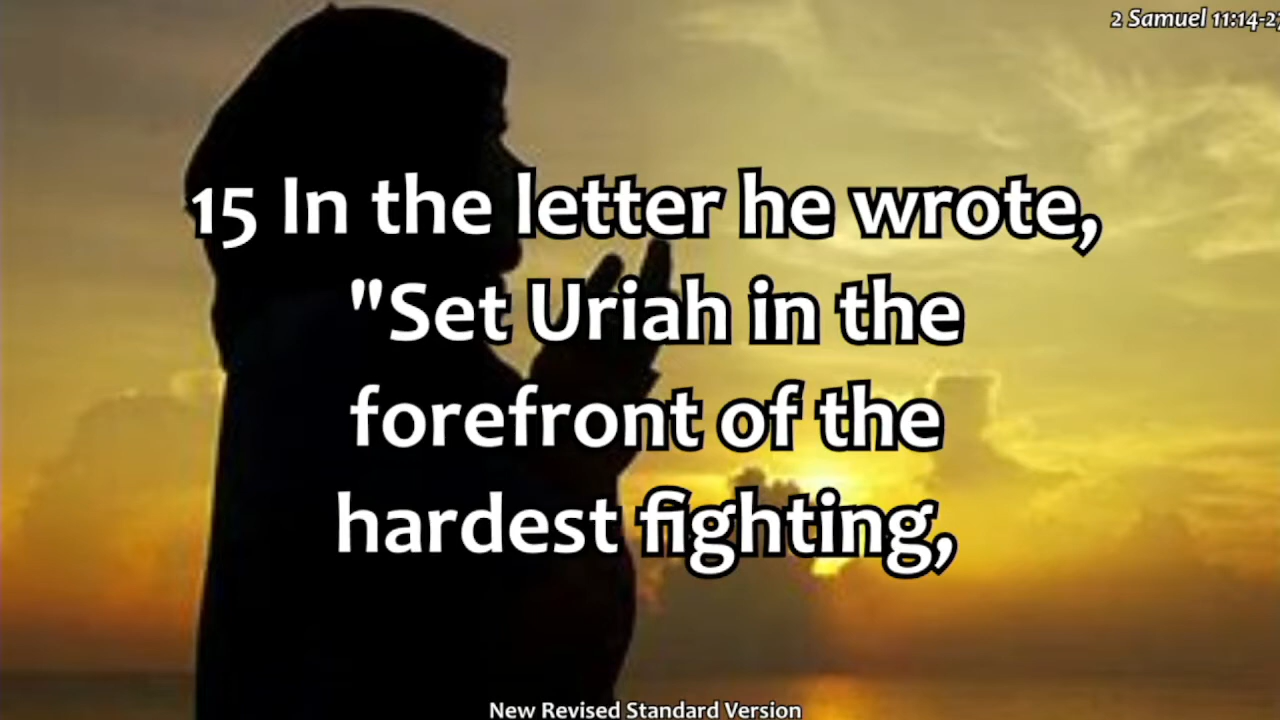 2 Samuel 11:14-27
15 In the letter he wrote,
"Set Uriah in the
forefront of the
hardest fighting,
New Revised Standard Version